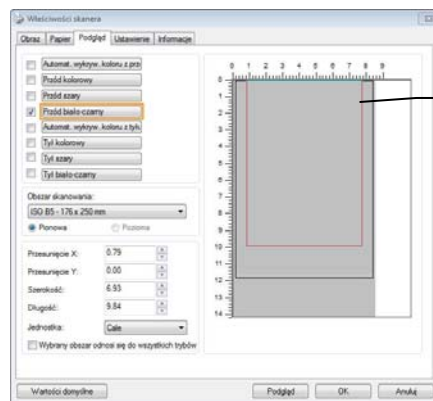 Właściwości skanera
Obraz Papier Podgląd Ustawienie Informacje
Automat. wykryw. koloru z prz
Przód kolorowy
Przód szary
Przód biało-czarny
Automat. wykryw. koloru z tyłu
Tył kolorowy
Tył szary
Tył biało-czarny
Obszar skanowania:
ISO B5 - 176 x 250 mm
Pionowa Pozioma
Przesunięcie X: 0.79
Przesunięcie Y: 0.00
Szerokość: 6.93
Długość: 9.84
Jednostka: Cale
Wybrany obszar odnosi się do wszystkich trybów
0 1 2 3 4 5 6 7 8 9
0
1
2
3
4
5
6
7
8
9
10
11
12
13
14
Wartości domyślne Podgląd OK Anuluj